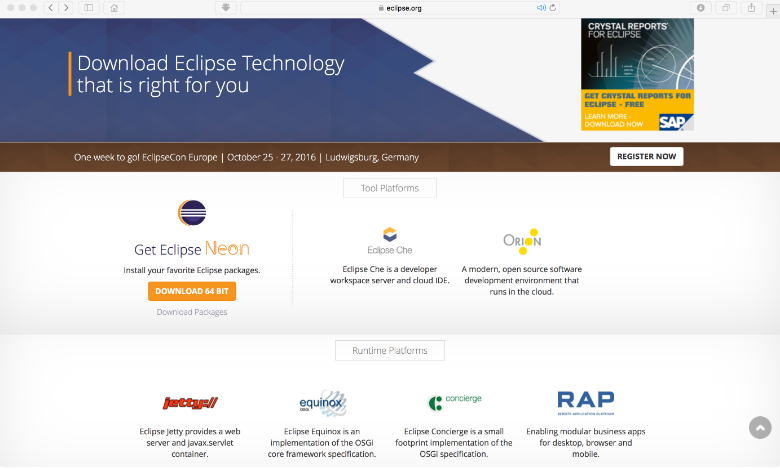 eclipse.org
CRYSTAL REPORTS®
FOR ECLIPSE
Download Eclipse Technology
that is right for you
GET CRYSTAL REPORTS FOR
ECLIPSE - FREE
LEARN MORE -
DOWNLOAD NOW
SAP
One week to go! EclipseCon Europe | October 25 - 27, 2016 | Ludwigsburg, Germany
REGISTER NOW
Tool Platforms
Get Eclipse Neon
Install your favorite Eclipse packages.
DOWNLOAD 64 BIT
Download Packages
Eclipse Che
Eclipse Che is a developer
workspace server and cloud IDE.
ORION
A modern, open source software
development environment that
runs in the cloud.
Runtime Platforms
jetty://
Eclipse Jetty provides a web
server and javax.servlet
container.
equinox
OSGi
Eclipse Equinox is an
implementation of the OSGi
core framework specification.
concierge
Eclipse Concierge is a small
footprint implementation of the
OSGi specification.
RAP
REMOTE APPLICATION PLATFORM
Enabling modular business apps
for desktop, browser and
mobile.